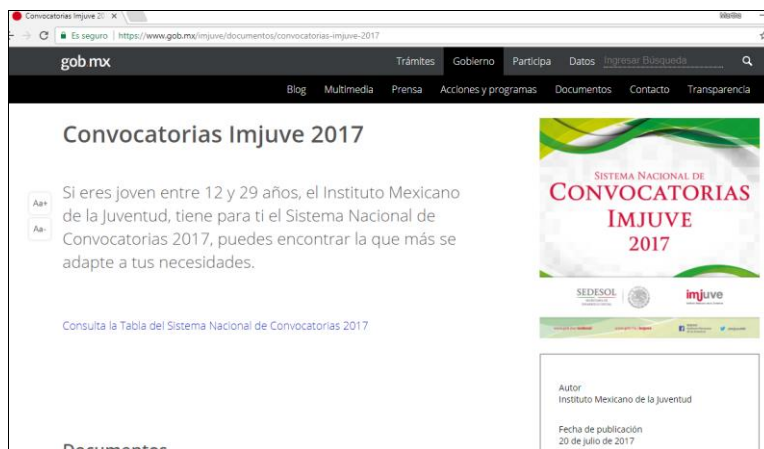 Convocatorias Imjuve 20
Es seguro | https://www.gob.mx/imjuve/documentos/convocatorias-imjuve-2017
gob.mx Trámites Gobierno Participa Datos Ingresar Búsqueda
Blog Multimedia Prensa Acciones y programas Documentos Contacto Transparencia
Convocatorias Imjuve 2017
Aa+
Aa-
Si eres joven entre 12 y 29 años, el Instituto Mexicano
de la Juventud, tiene para ti el Sistema Nacional de
Convocatorias 2017, puedes encontrar la que más se
adapte a tus necesidades.
Consulta la Tabla del Sistema Nacional de Convocatorias 2017
Documentos
SISTEMA NACIONAL DE
CONVOCATORIAS
IMJUVE
2017
SEDESOL
imjuve
Autor
Instituto Mexicano de la Juventud
Fecha de publicación
20 de julio de 2017